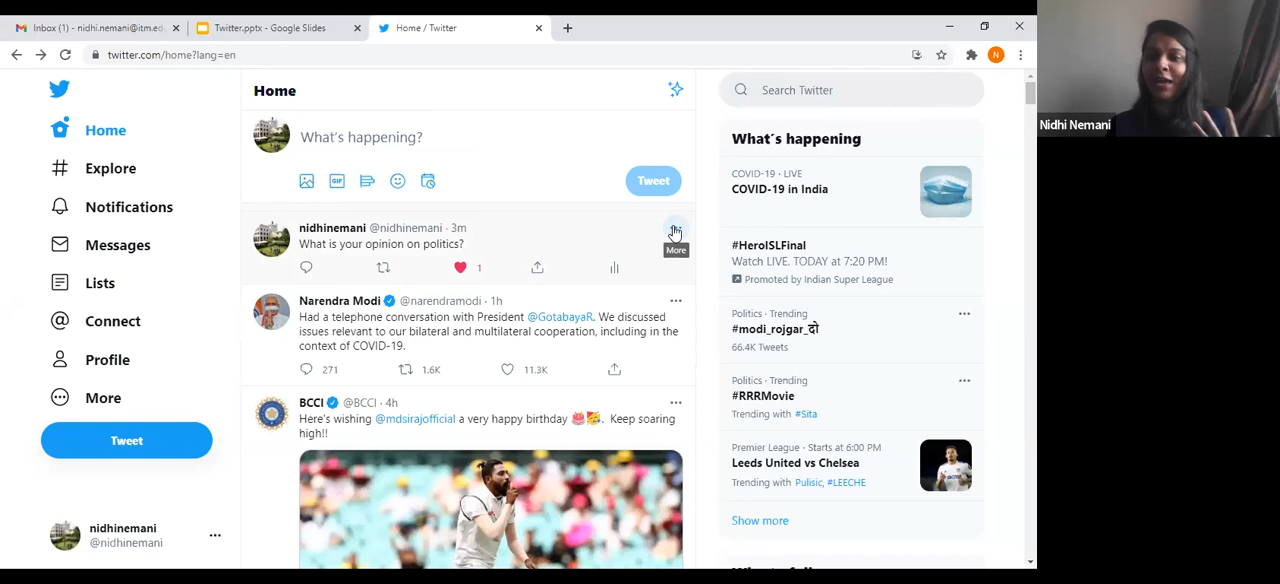 Inbox (1) - nidhi.nemani@itm.ed
Twitter.pptx - Google Slides
Home / Twitter
twitter.com/home?lang=en
N
Home
Explore
Notifications
Messages
Lists
Connect
Profile
More
Tweet
nidhinemani
@nidhinemani
Home
What's happening?
GIF
Tweet
nidhinemani @nidhinemani · 3m
What is your opinion on politics?
More
1
Narendra Modi @narendramodi · 1h
Had a telephone conversation with President @GotabayaR. We discussed
issues relevant to our bilateral and multilateral cooperation, including in the
context of COVID-19.
271 1.6K 11.3K
BCCI @BCCI · 4h
Here's wishing @mdsirajofficial a very happy birthday 🎂🥳. Keep soaring
high!!
Search Twitter
What's happening
COVID-19 · LIVE
COVID-19 in India
#HeroISLFinal
Watch LIVE. TODAY at 7:20 PM!
Promoted by Indian Super League
Politics · Trending
#modi_rojgar_दो
66.4K Tweets
Politics · Trending
#RRRMovie
Trending with #Sita
Premier League · Starts at 6:00 PM
Leeds United vs Chelsea
Trending with Pulisic, #LEECHE
Show more
Nidhi Nemani